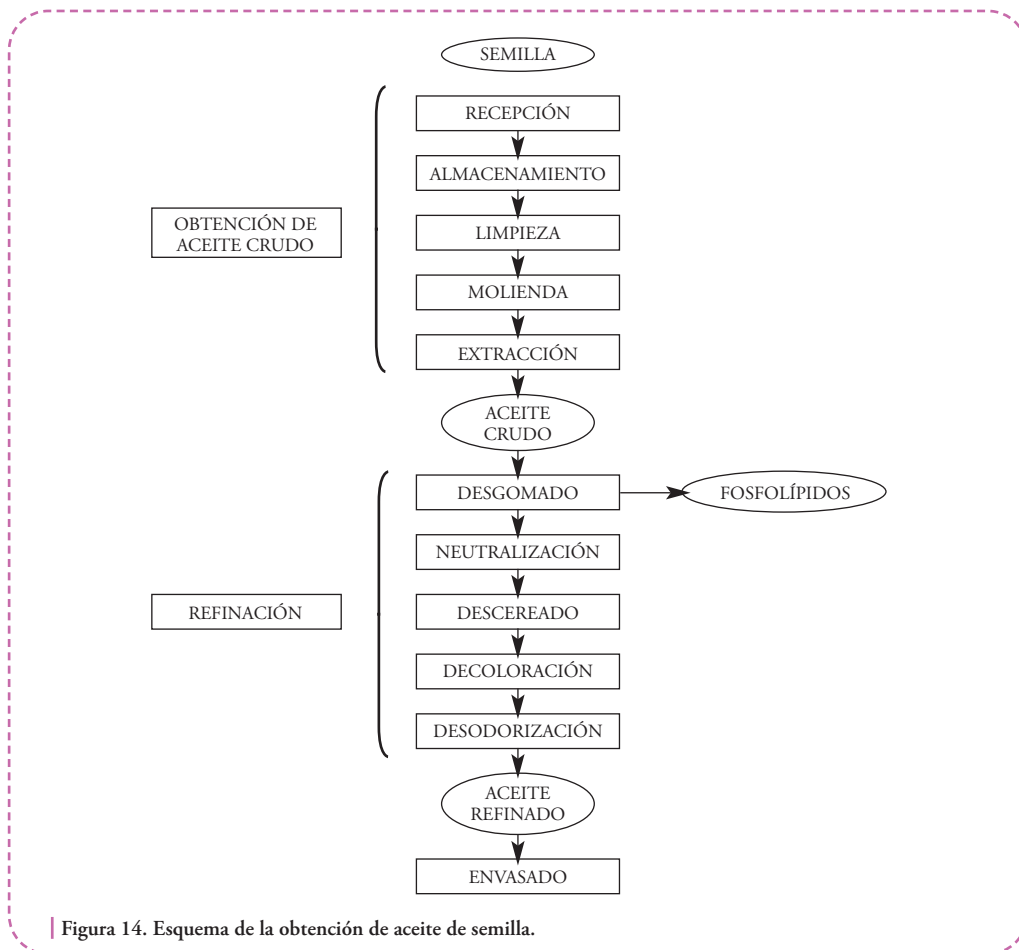 SEMILLA
RECEPCIÓN
ALMACENAMIENTO
LIMPIEZA
OBTENCIÓN DE
ACEITE CRUDO
MOLIENDA
EXTRACCIÓN
ACEITE
CRUDO
DESGOMADO
FOSFOLÍPIDOS
NEUTRALIZACIÓN
REFINACIÓN
DESCEREADO
DECOLORACIÓN
DESODORIZACIÓN
ACEITE
REFINADO
ENVASADO
Figura 14. Esquema de la obtención de aceite de semilla.